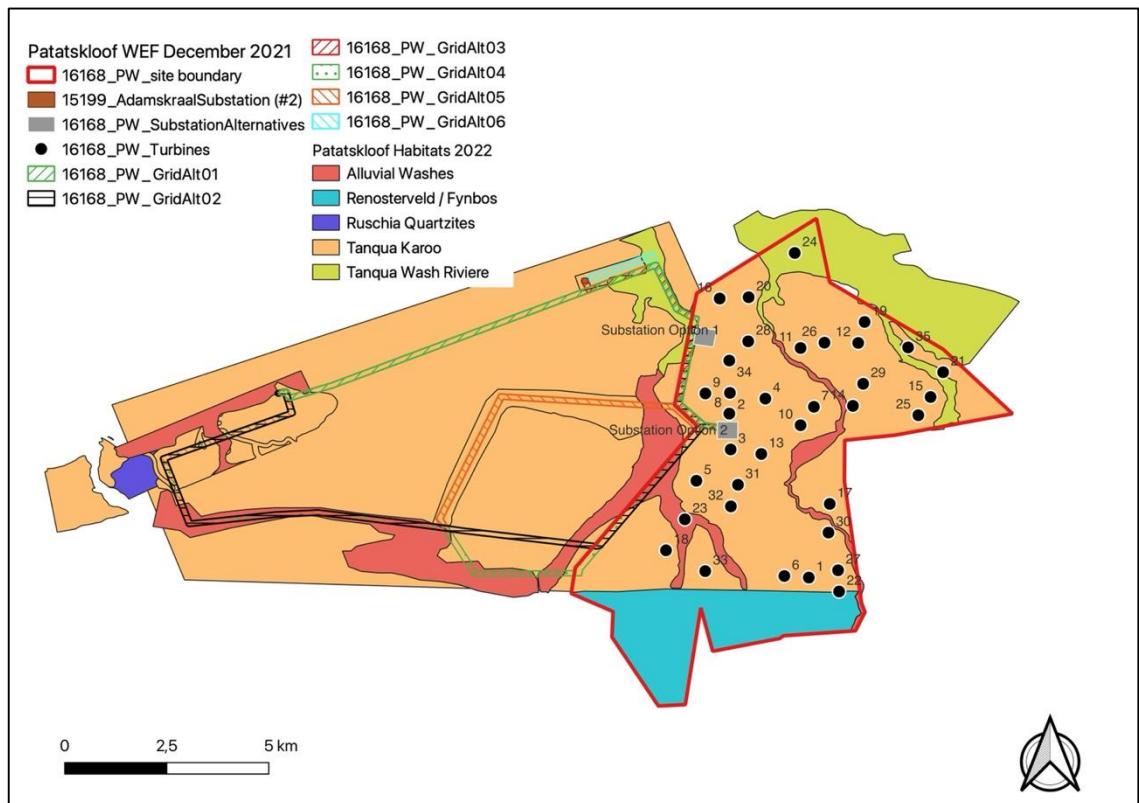 Patatskloof WEF December 2021
16168_PW_site boundary
15199_AdamskraalSubstation (#2)
16168_PW_SubstationAlternatives
16168_PW_Turbines
16168_PW_GridAlt01
16168_PW_GridAlt02
16168_PW_GridAlt03
16168_PW_GridAlt04
16168_PW_GridAlt05
16168_PW_GridAlt06
Patatskloof Habitats 2022
Alluvial Washes
Renosterveld / Fynbos
Ruschia Quartzites
Tanqua Karoo
Tanqua Wash Riviere
24
16
20
19
Substation Option 1
28
11
26
12
35
34
21
9
4
29
15
8
2
7
14
25
10
Substation Option 2
3
13
5
31
32
17
23
30
18
33
6
1
27
22
0
2,5
5 km